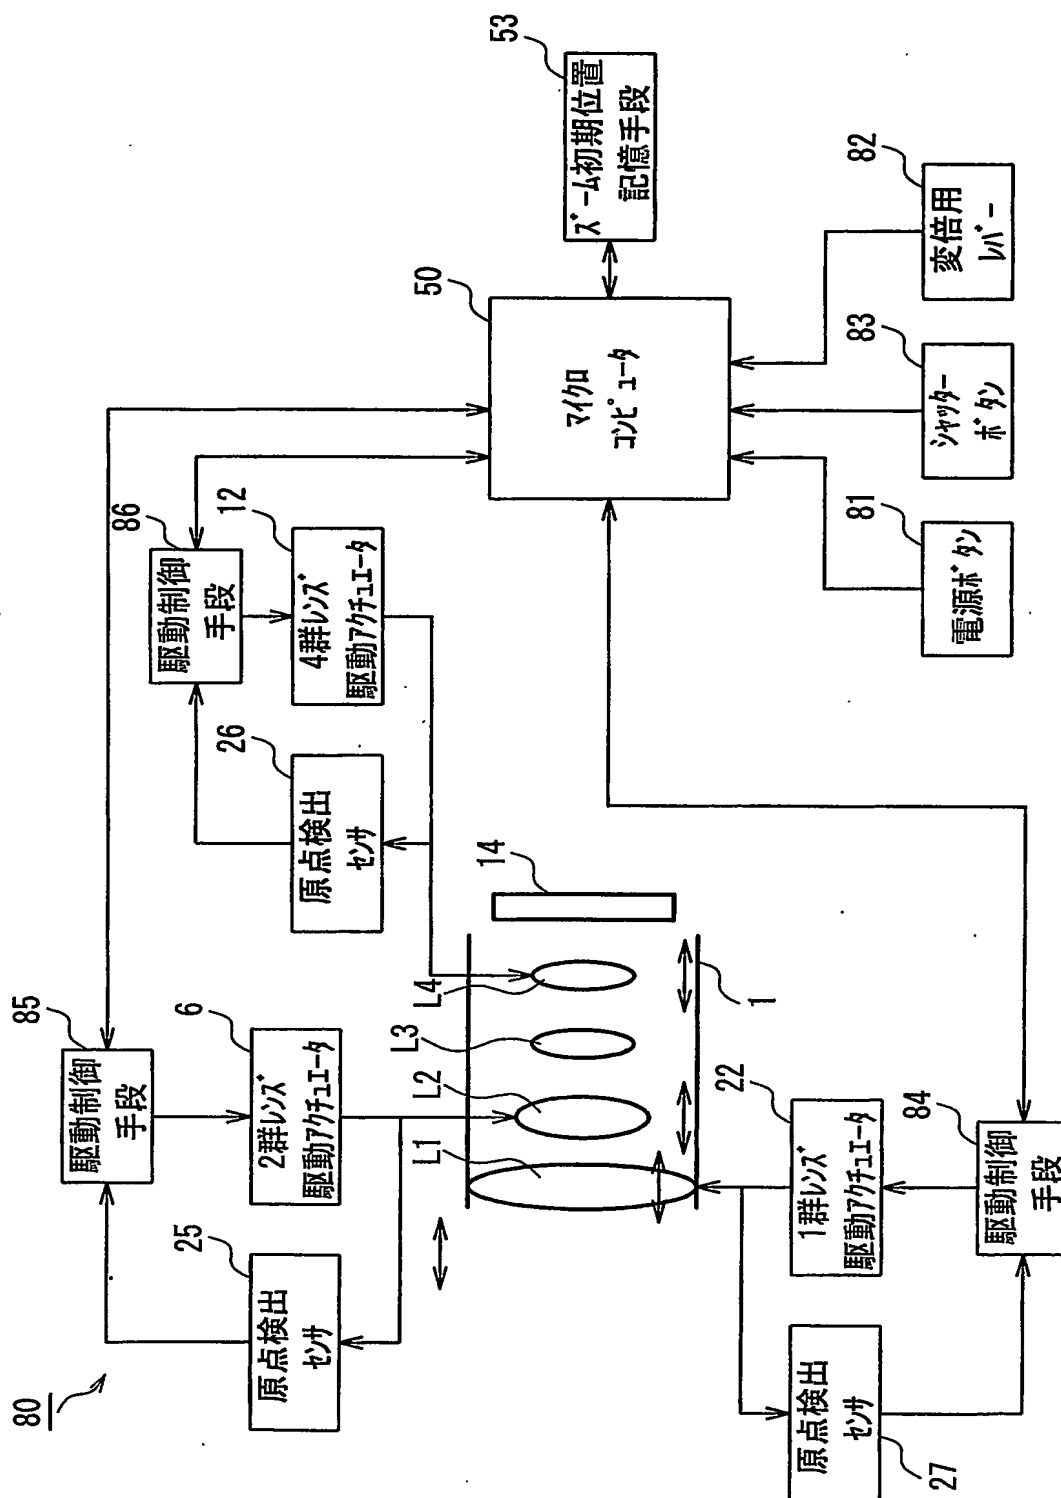 80
85
駆動制御
手段
6
2群レンズ
駆動アクチュエータ
25
原点検出
センサ
86
駆動制御
手段
12
4群レンズ
駆動アクチュエータ
26
原点検出
センサ
L1
L2
L3
L4
14
1
22
1群レンズ
駆動アクチュエータ
84
駆動制御
手段
原点検出
センサ
27
50
マイクロ
コンピュータ
53
ズーム初期位置
記憶手段
81
電源ボタン
83
シャッター
ボタン
82
変倍用
レバー